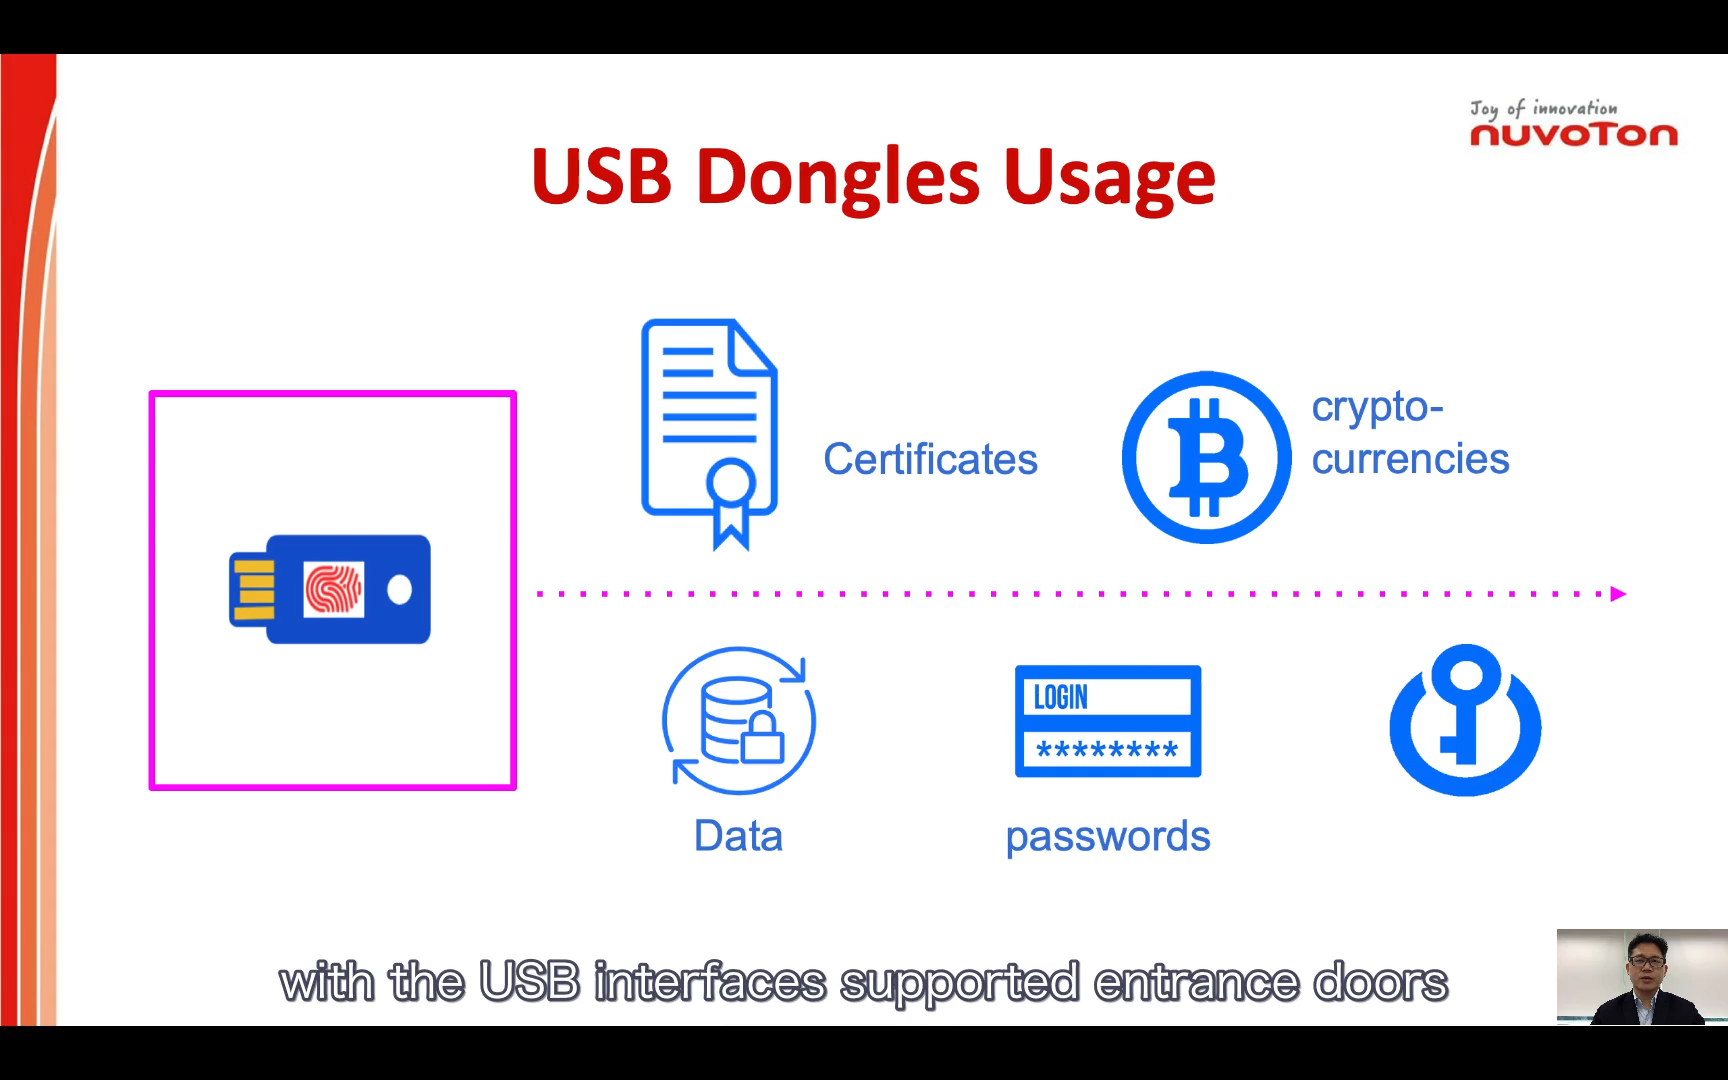 Joy of innovation
nuvoton
USB Dongles Usage
Certificates
crypto-
currencies
LOGIN
********
Data
passwords
with the USB interfaces supported entrance doors